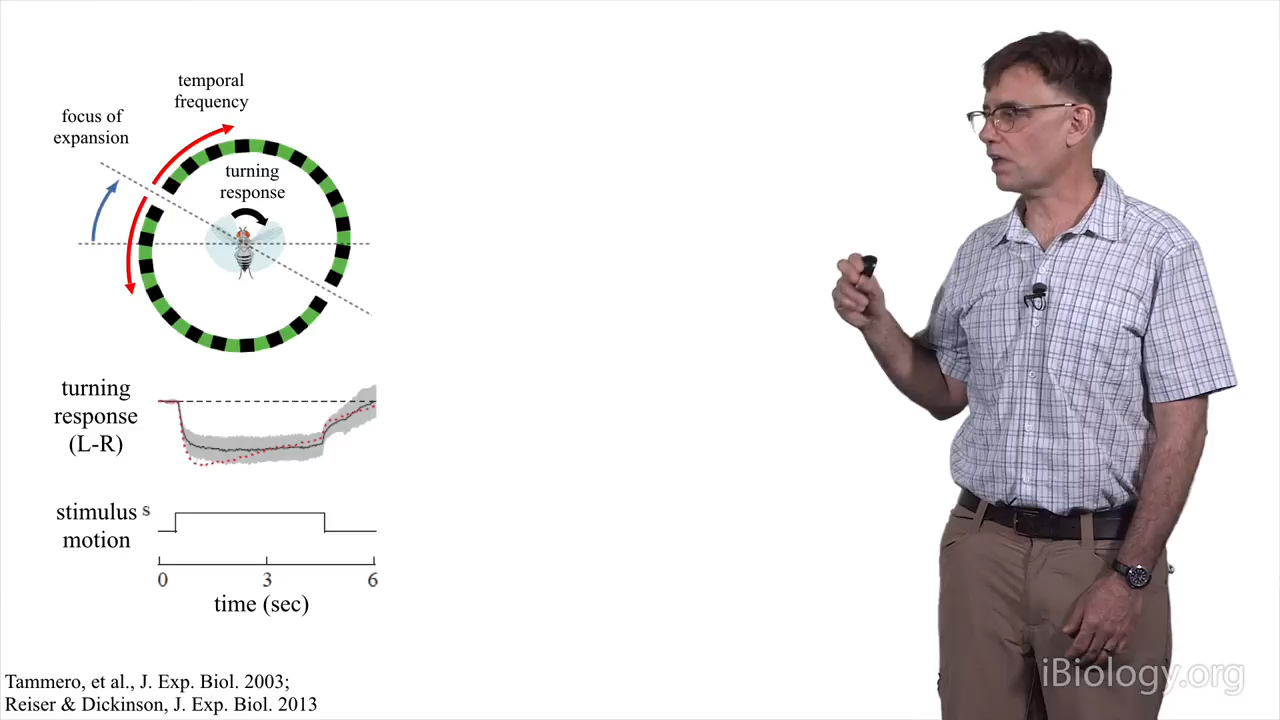 temporal
frequency
focus of
expansion
turning
response
turning
response
(L-R)
stimulus s
motion
0 3 6
time (sec)
Tammero, et al., J. Exp. Biol. 2003;
Reiser & Dickinson, J. Exp. Biol. 2013
iBiology.org